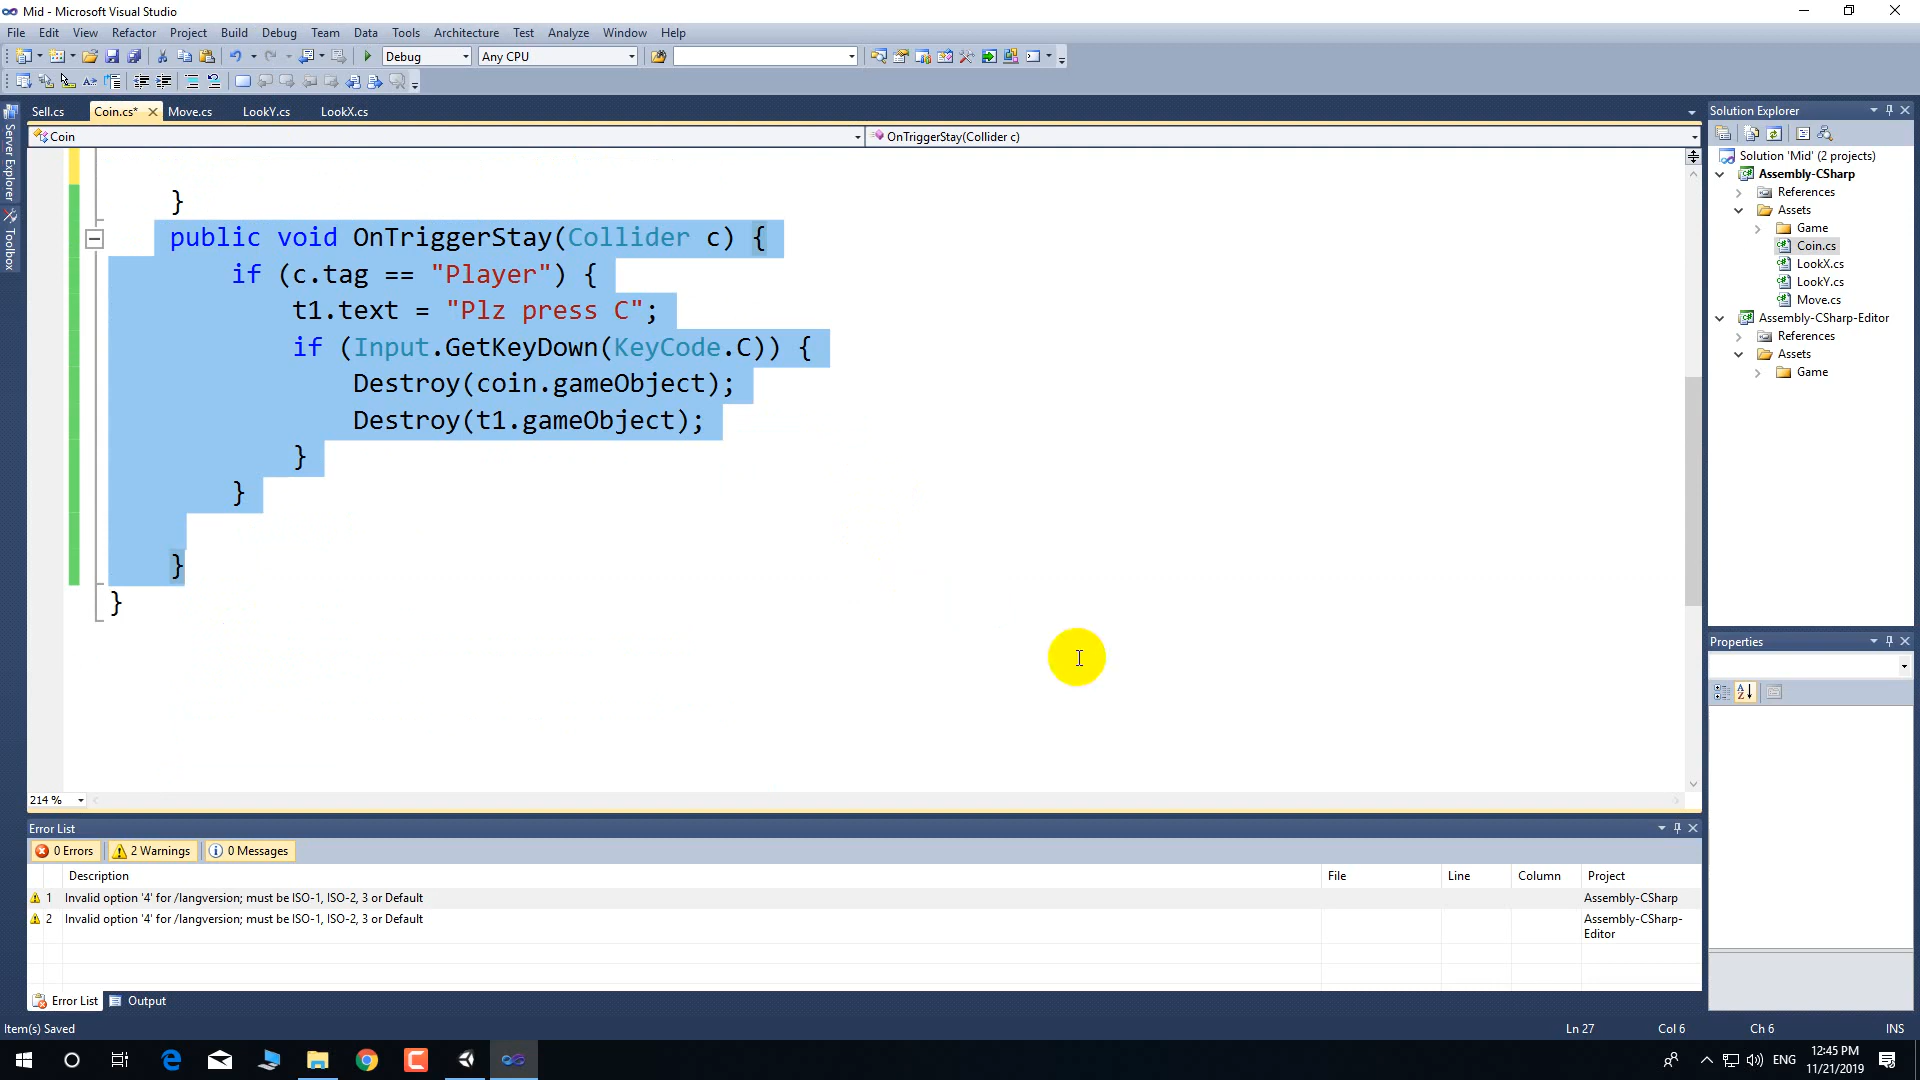 Mid - Microsoft Visual Studio
File Edit View Refactor Project Build Debug Team Data Tools Architecture Test Analyze Window Help
Debug Any CPU
Sell.cs Coin.cs* Move.cs LookY.cs LookX.cs
Coin OnTriggerStay(Collider c)
}
public void OnTriggerStay(Collider c) {
if (c.tag == "Player") {
t1.text = "Plz press C";
if (Input.GetKeyDown(KeyCode.C)) {
Destroy(coin.gameObject);
Destroy(t1.gameObject);
}
}
}
}
214 %
Server Explorer
Toolbox
Solution Explorer
Solution 'Mid' (2 projects)
Assembly-CSharp
References
Assets
Game
Coin.cs
LookX.cs
LookY.cs
Move.cs
Assembly-CSharp-Editor
References
Assets
Game
Properties
Error List
0 Errors 2 Warnings 0 Messages
Description File Line Column Project
1 Invalid option '4' for /langversion; must be ISO-1, ISO-2, 3 or Default Assembly-CSharp
2 Invalid option '4' for /langversion; must be ISO-1, ISO-2, 3 or Default Assembly-CSharp-
Editor
Error List Output
Item(s) Saved Ln 27 Col 6 Ch 6 INS
ENG 12:45 PM
11/21/2019